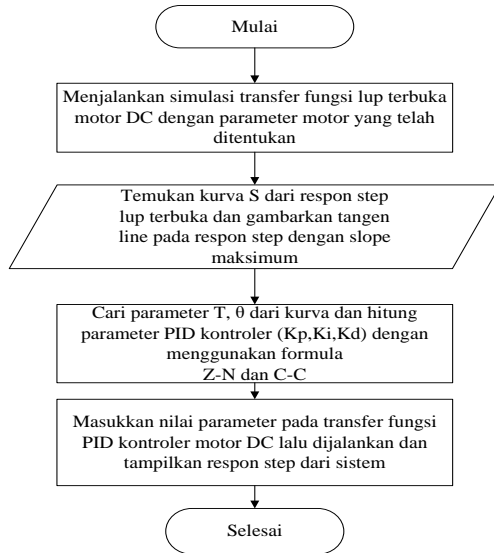 Mulai
Menjalankan simulasi transfer fungsi lup terbuka
motor DC dengan parameter motor yang telah
ditentukan
Temukan kurva S dari respon step
lup terbuka dan gambarkan tangen
line pada respon step dengan slope
maksimum
Cari parameter T, θ dari kurva dan hitung
parameter PID kontroler (Kp,Ki,Kd) dengan
menggunakan formula
Z-N dan C-C
Masukkan nilai parameter pada transfer fungsi
PID kontroler motor DC lalu dijalankan dan
tampilkan respon step dari sistem
Selesai